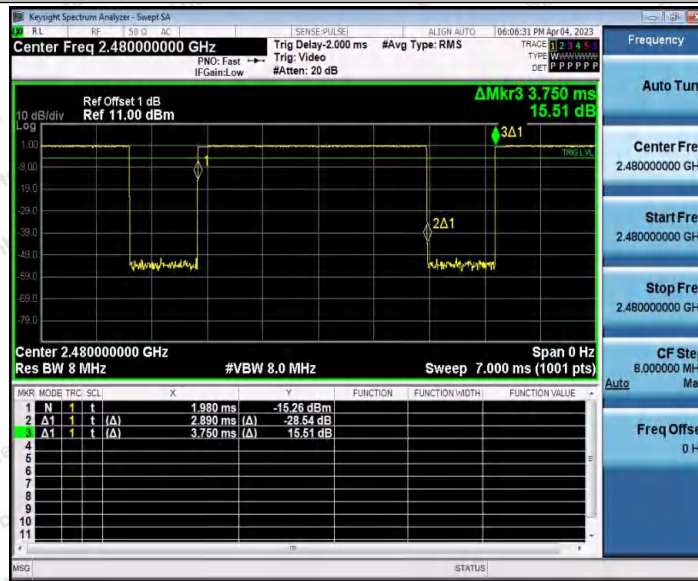 Keysight Spectrum Analyzer - Swept SA
RL RF 50 Ω AC SENSE:PULSE ALIGN AUTO 06:06:31 PM Apr 04, 2023
Center Freq 2.480000000 GHz
PNO: Fast
IFGain:Low
Trig Delay-2.000 ms
Trig: Video
#Atten: 20 dB
#Avg Type: RMS
TRACE 1 2 3 4 5 6
TYPE WWWWWW
DET P P P P P P
Frequency
Auto Tun
Center Fre
2.480000000 GH
Start Fre
2.480000000 GH
Stop Fre
2.480000000 GH
CF Ste
8.000000 MH
Auto Ma
Freq Offse
0 H
ΔMkr3 3.750 ms
15.51 dB
Ref Offset 1 dB
10 dB/div Ref 11.00 dBm
Log
1.00
-9.00
-19.0
-29.0
-39.0
-49.0
-59.0
-69.0
-79.0
1
2Δ1
3Δ1
TRIG LVL
Center 2.480000000 GHz Span 0 Hz
Res BW 8 MHz #VBW 8.0 MHz Sweep 7.000 ms (1001 pts)
MKR MODE TRC SCL X Y FUNCTION FUNCTION WIDTH FUNCTION VALUE
1 N 1 t 1.980 ms -15.26 dBm
2 Δ1 1 t (Δ) 2.890 ms (Δ) -28.54 dB
3 Δ1 1 t (Δ) 3.750 ms (Δ) 15.51 dB
4
5
6
7
8
9
10
11
MSG STATUS